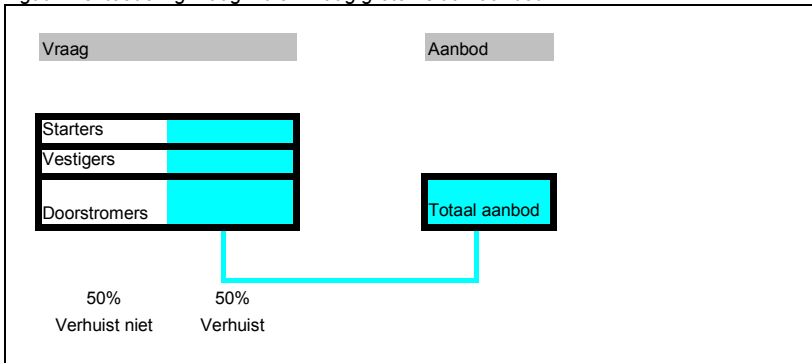 Vraag Aanbod
Starters
Vestigers
Doorstromers Totaal aanbod
50% 50%
Verhuist niet Verhuist